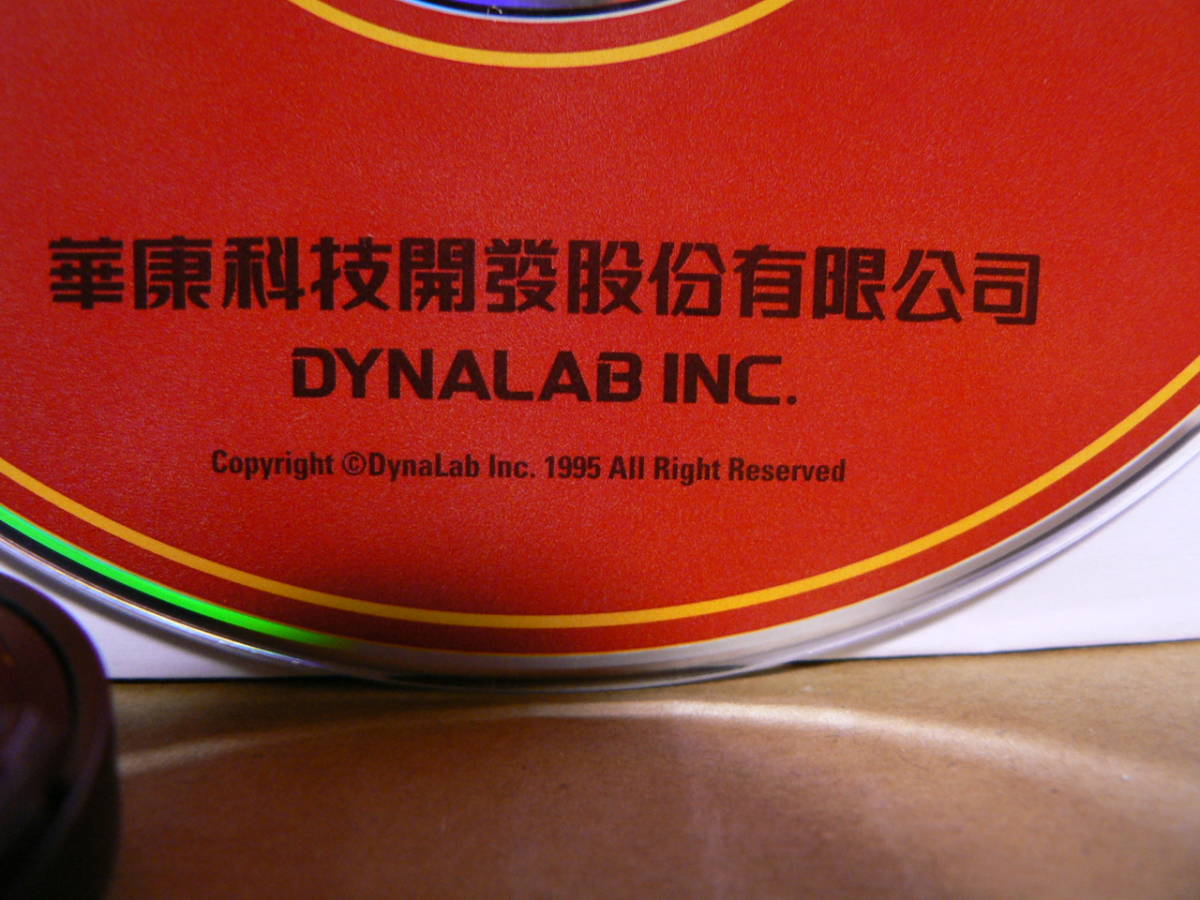 華康科技開發股份有限公司
DYNALAB INC.
Copyright ©DynaLab Inc. 1995 All Right Reserved